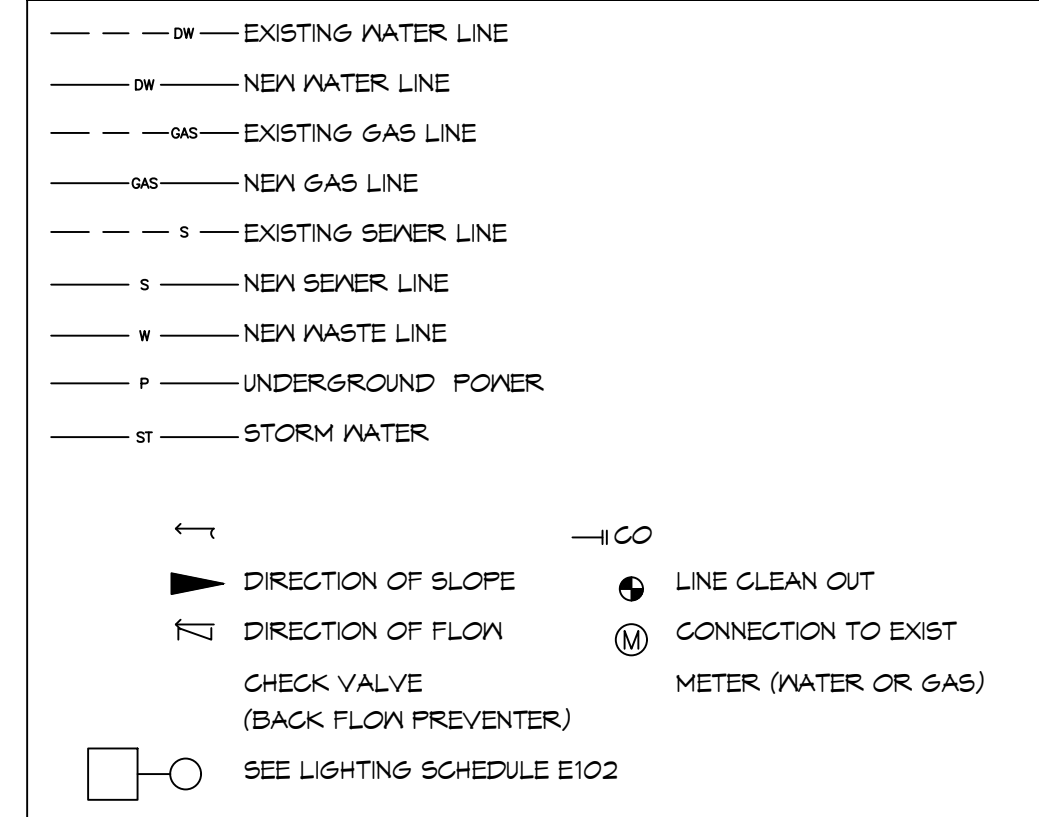 DW EXISTING WATER LINE
DW NEW WATER LINE
GAS EXISTING GAS LINE
GAS NEW GAS LINE
S EXISTING SEWER LINE
S NEW SEWER LINE
W NEW WASTE LINE
P UNDERGROUND POWER
ST STORM WATER
CO
DIRECTION OF SLOPE
LINE CLEAN OUT
DIRECTION OF FLOW
M CONNECTION TO EXIST
CHECK VALVE
(BACK FLOW PREVENTER)
METER (WATER OR GAS)
SEE LIGHTING SCHEDULE E102